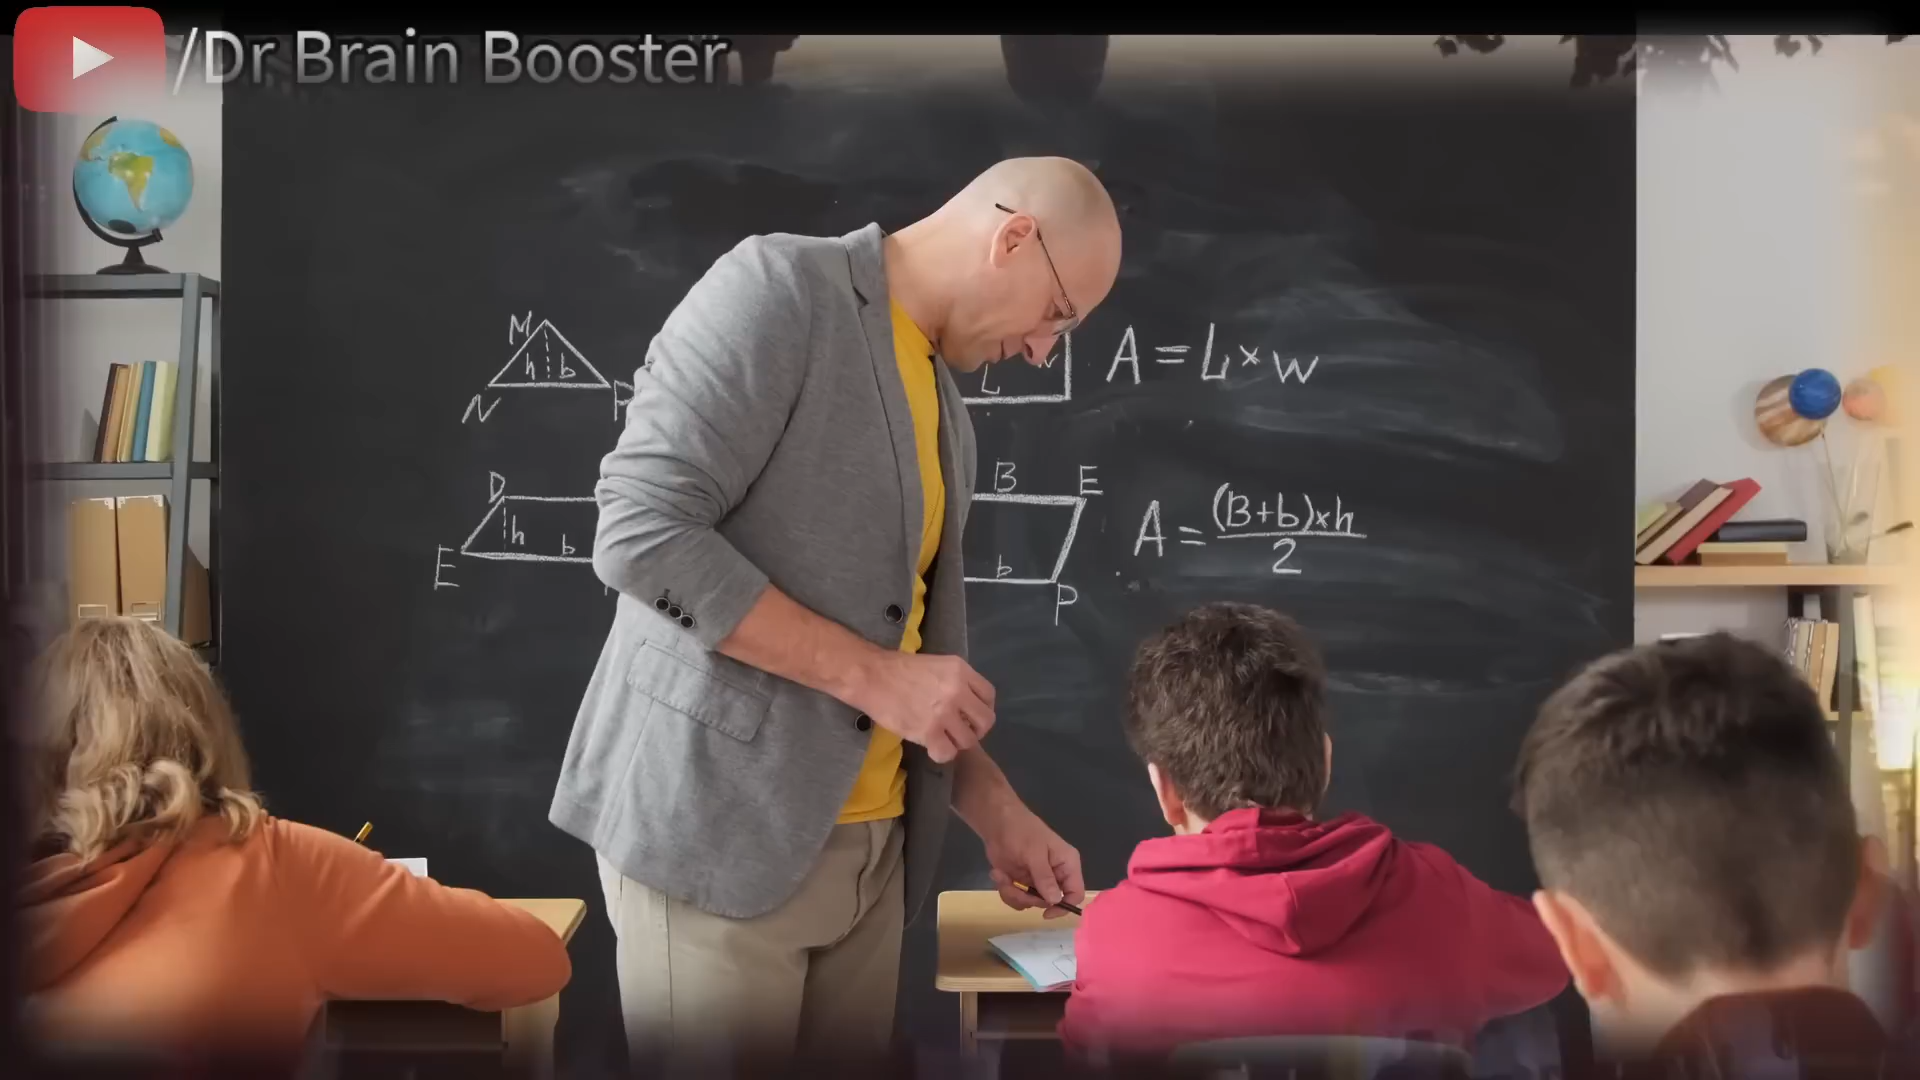 /Dr Brain Booster
M
h b
N P
L w
A = L×w
D
h b
E
B E
b
P
A = (B+b)×h
2